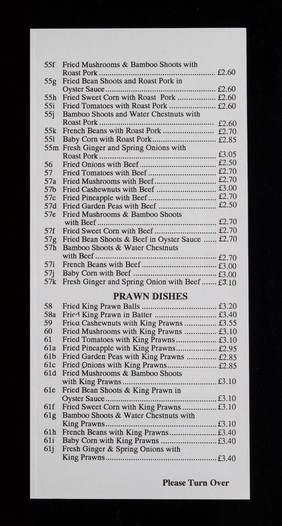 55f Fried Mushrooms & Bamboo Shoots with
Roast Pork £2.60
55g Fried Bean Shoots and Roast Pork in
Oyster Sauce £2.60
55h Fried Sweet Corn with Roast Pork £2.60
55i Fried Tomatoes with Roast Pork £2.60
55j Bamboo Shoots and Water Chestnuts with
Roast Pork £2.60
55k French Beans with Roast Pork £2.70
55l Baby Corn with Roast Pork £2.85
55m Fresh Ginger and Spring Onions with
Roast Pork £3.05
56 Fried Onions with Beef £2.50
57 Fried Tomatoes with Beef £2.70
57a Fried Mushrooms with Beef £2.70
57b Fried Cashewnuts with Beef £3.00
57c Fried Pineapple with Beef £2.70
57d Fried Garden Peas with Beef £2.50
57e Fried Mushrooms & Bamboo Shoots
with Beef £2.70
57f Fried Sweet Corn with Beef £2.70
57g Fried Bean Shoots & Beef in Oyster Sauce £2.70
57h Bamboo Shoots & Water Chestnuts
with Beef £2.70
57i French Beans with Beef £3.00
57j Baby Corn with Beef £3.00
57k Fresh Ginger and Spring Onion with Beef £3.10
PRAWN DISHES
58 Fried King Prawn Balls £3.20
58a Fried King Prawn in Batter £3.40
59 Fried Cashewnuts with King Prawns £3.55
60 Fried Mushrooms with King Prawns £3.10
61 Fried Tomatoes with King Prawns £3.10
61a Fried Pineapple with King Prawns £2.95
61b Fried Garden Peas with King Prawns £2.85
61c Fried Onions with King Prawns £2.85
61d Fried Mushrooms & Bamboo Shoots
with King Prawns £3.10
61e Fried Bean Shoots & King Prawn in
Oyster Sauce £3.10
61f Fried Sweet Corn with King Prawns £3.10
61g Bamboo Shoots & Water Chestnuts with
King Prawns £3.10
61h French Beans with King Prawns £3.40
61i Baby Corn with King Prawns £3.40
61j Fresh Ginger & Spring Onions with
King Prawns £3.40
Please Turn Over